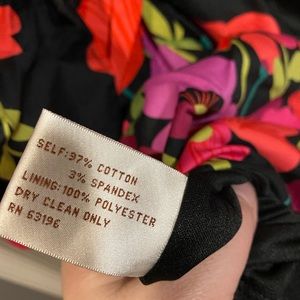 SELF:97% COTTON
3% SPANDEX
LINING:100% POLYESTER
DRY CLEAN ONLY
RN 63196